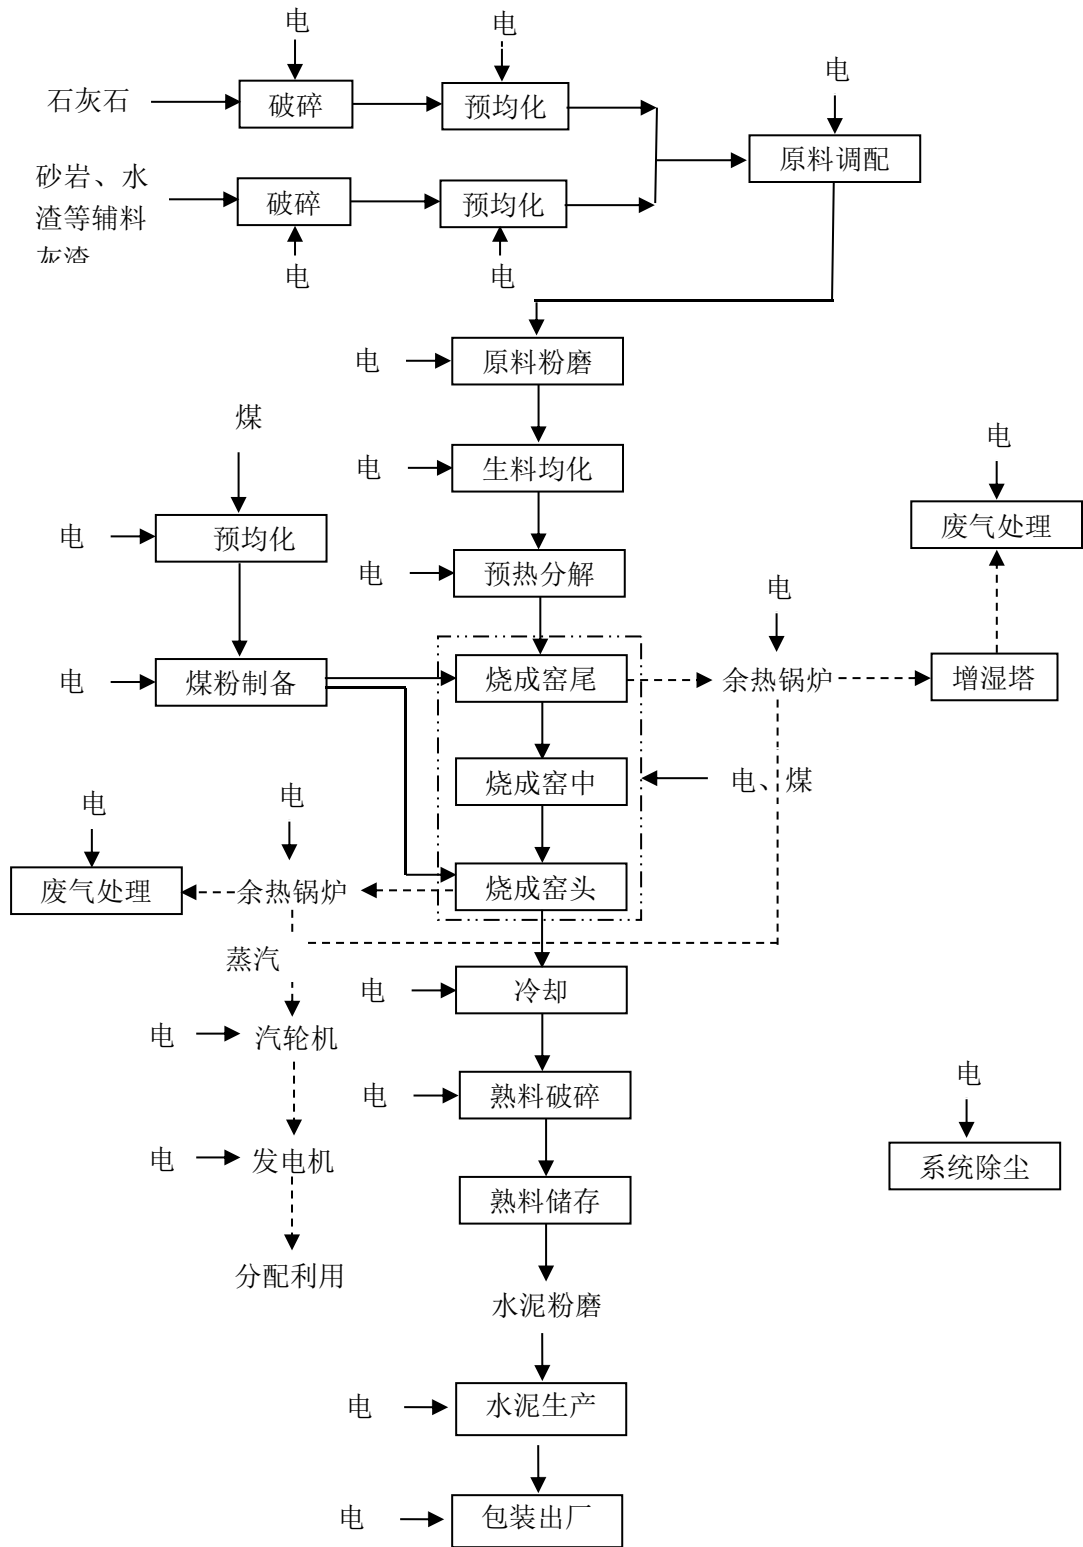 电
电
电
石灰石
破碎
预均化
原料调配
砂岩、水
渣等辅料
灰渣
破碎
预均化
电
电
电
原料粉磨
煤
电
生料均化
电
废气处理
电
预均化
电
预热分解
电
电
煤粉制备
烧成窑尾
余热锅炉
增湿塔
烧成窑中
电、煤
电
电
废气处理
余热锅炉
烧成窑头
蒸汽
电
冷却
电
汽轮机
电
熟料破碎
电
系统除尘
电
发电机
熟料储存
分配利用
水泥粉磨
电
水泥生产
电
包装出厂